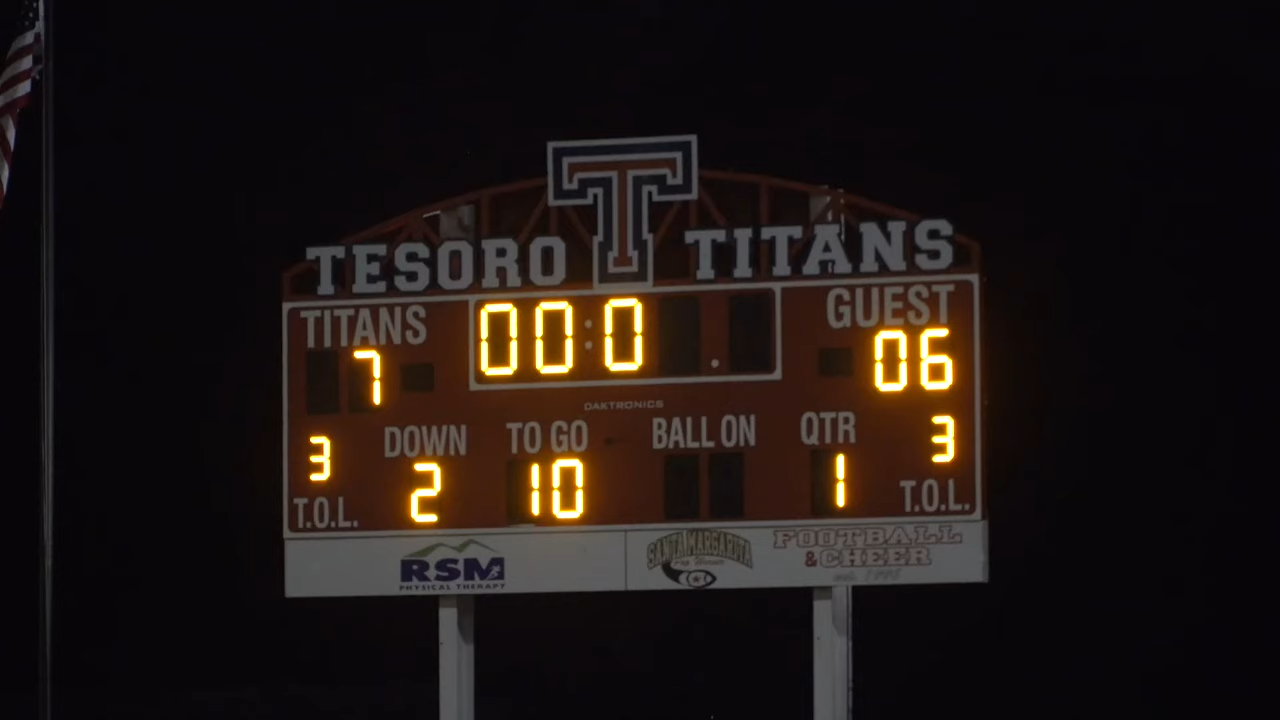 T
TESORO TITANS
TITANS 00:0. GUEST
7 06
DAKTRONICS
DOWN TO GO BALL ON QTR
3 2 10 1 3
T.O.L. T.O.L.
RSM
PHYSICAL THERAPY
SANTA MARGARITA
FOOTBALL
& CHEER